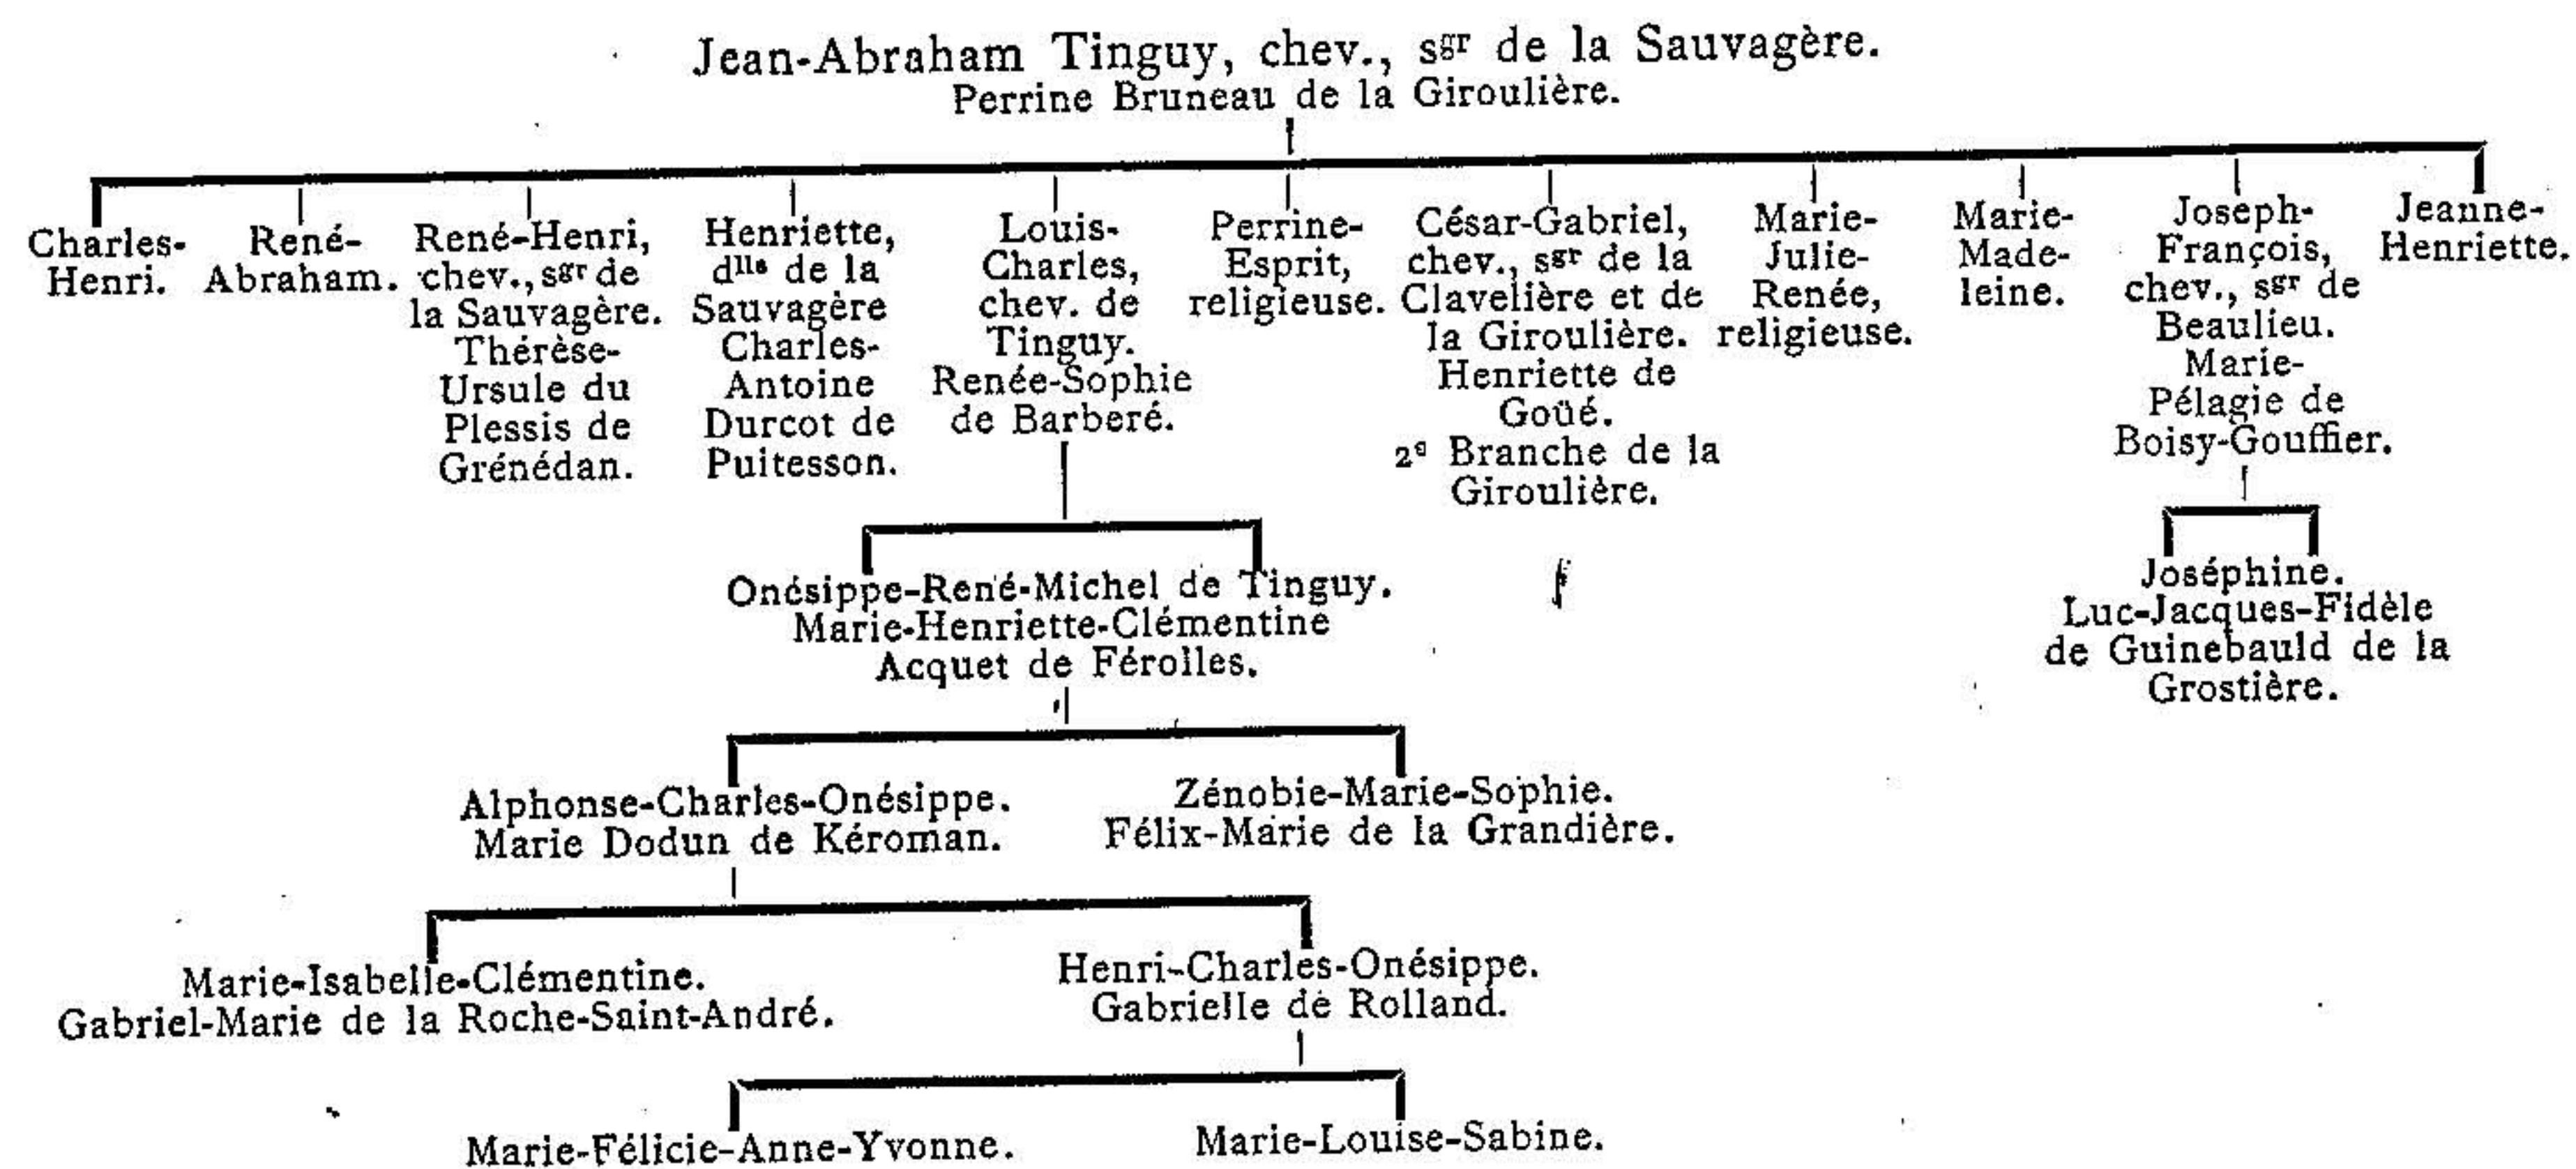 Jean-Abraham Tinguy, chev., sgr de la Sauvagère.
Perrine Bruneau de la Giroulière.
Charles-
Henri.
René-
Abraham.
René-Henri,
chev., sgr de
la Sauvagère.
Thérèse-
Ursule du
Plessis de
Grénédan.
Henriette,
dlle de la
Sauvagère
Charles-
Antoine
Durcot de
Puitesson.
Louis-
Charles,
chev. de
Tinguy.
Renée-Sophie
de Barberé.
Perrine-
Esprit,
religieuse.
César-Gabriel,
chev., sgr de la
Clavelière et de
la Giroulière.
Henriette de
Goüé.
2e Branche de la
Giroulière.
Marie-
Julie-
Renée,
religieuse.
Marie-
Made-
leine.
Joseph-
François,
chev., sgr de
Beaulieu.
Marie-
Pélagie de
Boisy-Gouffier.
Jeanne-
Henriette.
Onésippe-René-Michel de Tinguy.
Marie-Henriette-Clémentine
Acquet de Férolles.
Joséphine.
Luc-Jacques-Fidèle
de Guinebauld de la
Grostière.
Alphonse-Charles-Onésippe.
Marie Dodun de Kéroman.
Zénobie-Marie-Sophie.
Félix-Marie de la Grandière.
Marie-Isabelle-Clémentine.
Gabriel-Marie de la Roche-Saint-André.
Henri-Charles-Onésippe.
Gabrielle de Rolland.
Marie-Félicie-Anne-Yvonne.
Marie-Louise-Sabine.